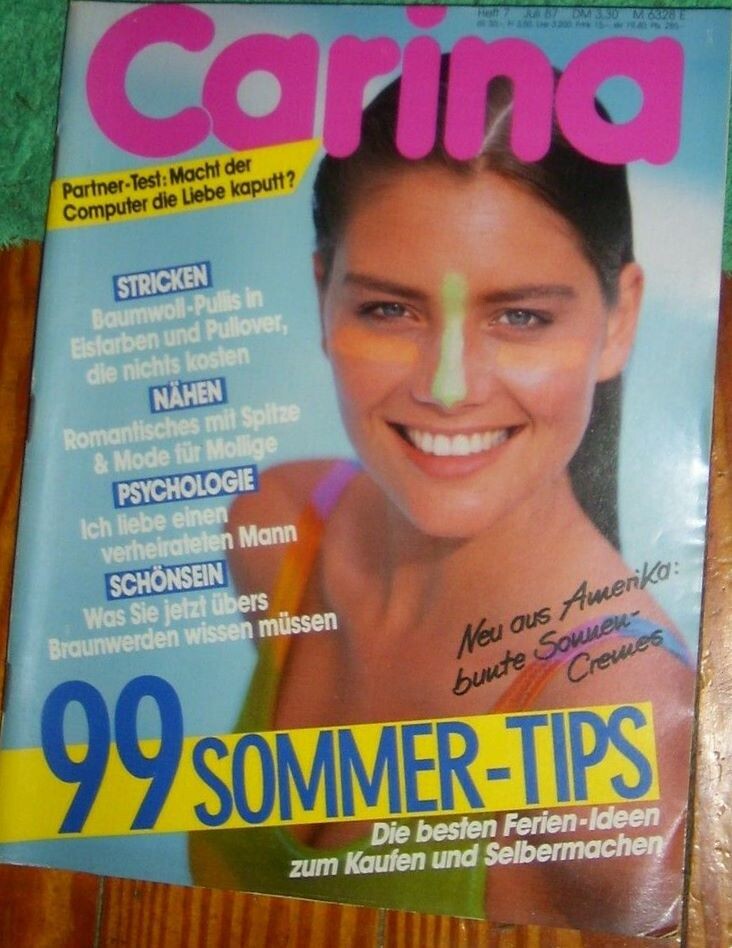 Carina
Heft 7 Juli 87 DM 3,30 M 6328 E
Partner-Test: Macht der
Computer die Liebe kaputt?
STRICKEN
Baumwoll-Pullis in
Eisfarben und Pullover,
die nichts kosten
NÄHEN
Romantisches mit Spitze
& Mode für Mollige
PSYCHOLOGIE
Ich liebe einen
verheirateten Mann
SCHÖNSEIN
Was Sie jetzt übers
Braunwerden wissen müssen
Neu aus Amerika:
bunte Sonnen-
Cremes
99 SOMMER-TIPS
Die besten Ferien-Ideen
zum Kaufen und Selbermachen